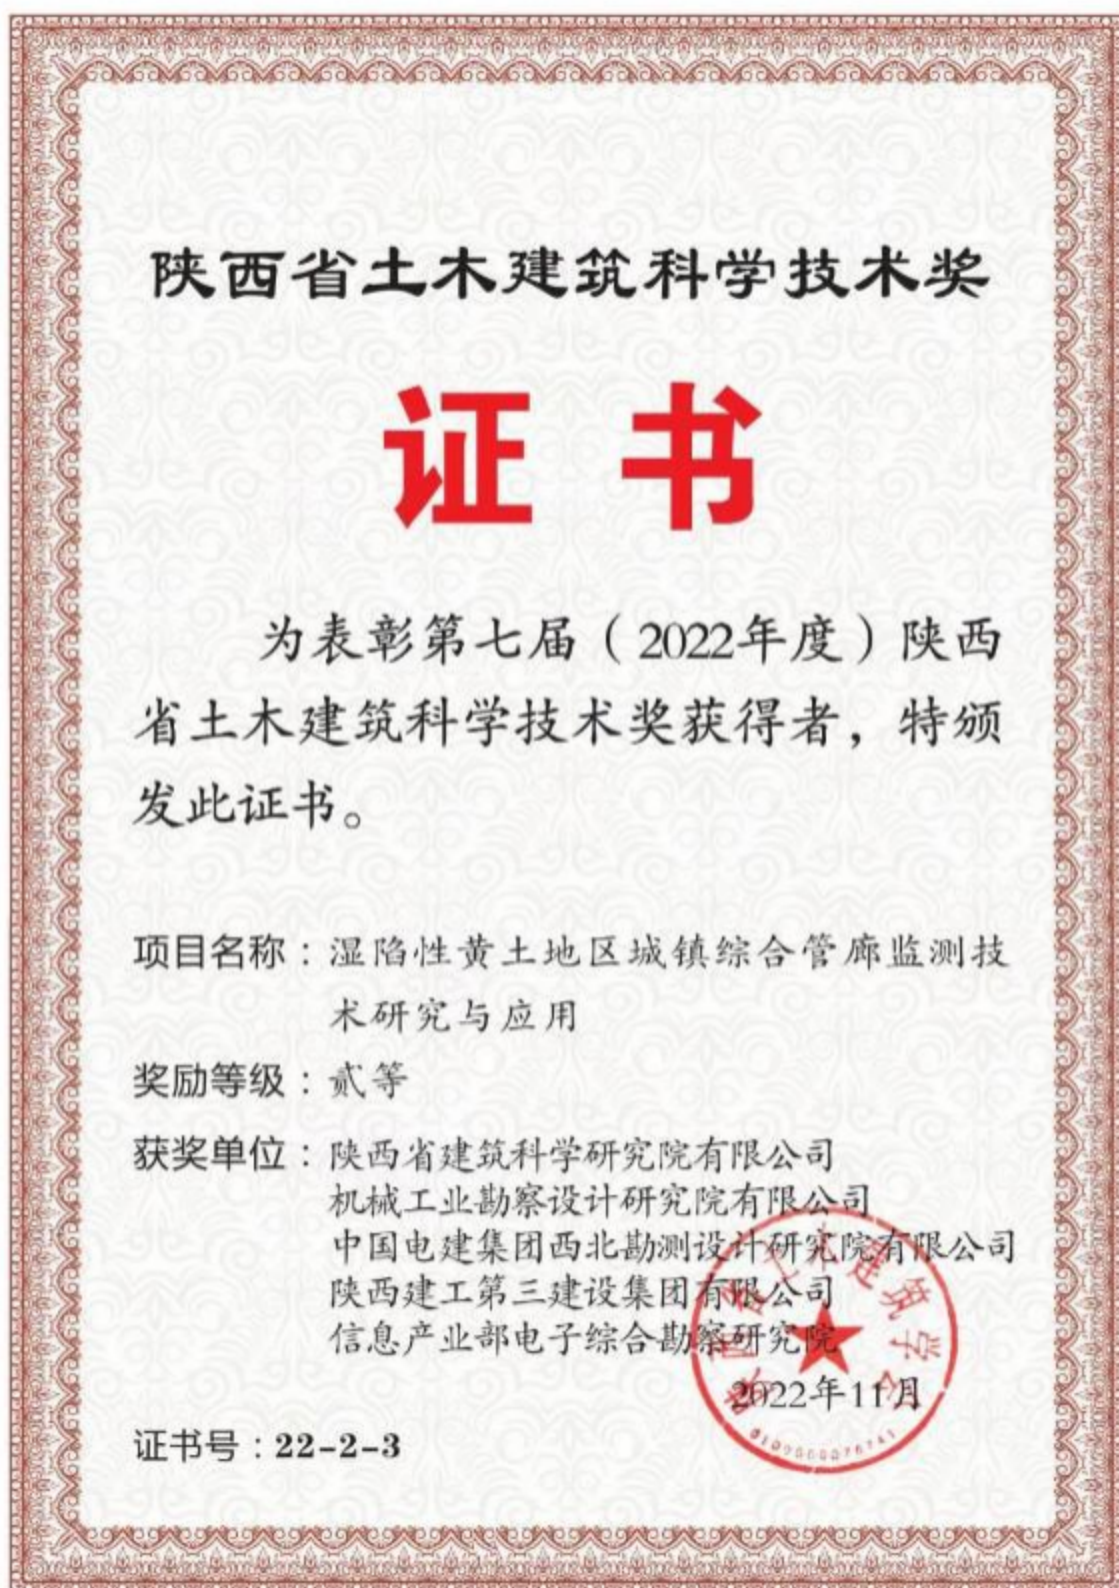 陕西省土木建筑科学技术奖
证书
为表彰第七届（2022年度）陕西
省土木建筑科学技术奖获得者，特颁
发此证书。
项目名称：湿陷性黄土地区城镇综合管廊监测技
术研究与应用
奖励等级：贰等
获奖单位：陕西省建筑科学研究院有限公司
机械工业勘察设计研究院有限公司
中国电建集团西北勘测设计研究院有限公司
陕西建工第三建设集团有限公司
信息产业部电子综合勘察研究院
陕西省土木建筑学会
2022年11月
证书号：22-2-3